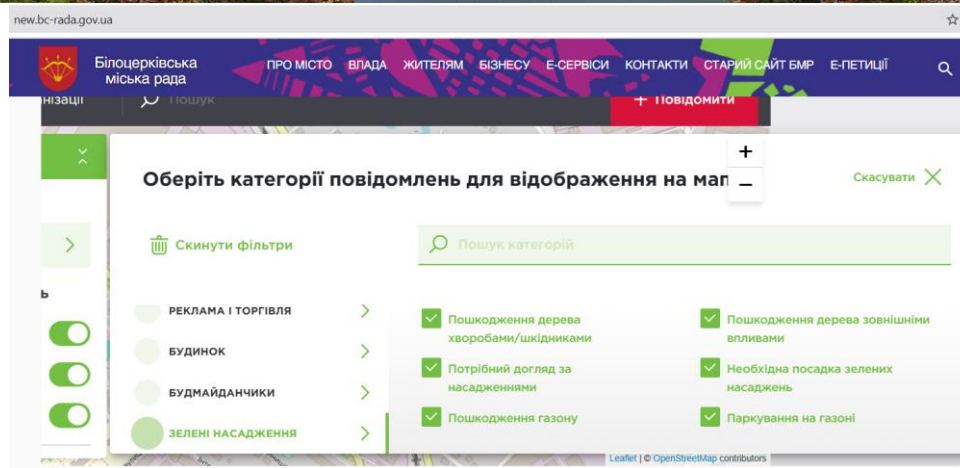 new.bc-rada.gov.ua
Білоцерківська
міська рада
ПРО МІСТО ВЛАДА ЖИТЕЛЯМ БІЗНЕСУ Е-СЕРВІСИ КОНТАКТИ СТАРИЙ САЙТ БМР Е-ПЕТИЦІЇ
нізації Пошук + Повідомити
Оберіть категорії повідомлень для відображення на мап
+
−
Скасувати
Скинути фільтри
Пошук категорій
ь
РЕКЛАМА І ТОРГІВЛЯ
БУДИНОК
БУДМАЙДАНЧИКИ
ЗЕЛЕНІ НАСАДЖЕННЯ
Пошкодження дерева
хворобами/шкідниками
Пошкодження дерева зовнішніми
впливами
Потрібний догляд за
насадженнями
Необхідна посадка зелених
насаджень
Пошкодження газону
Паркування на газоні
Leaflet | © OpenStreetMap contributors